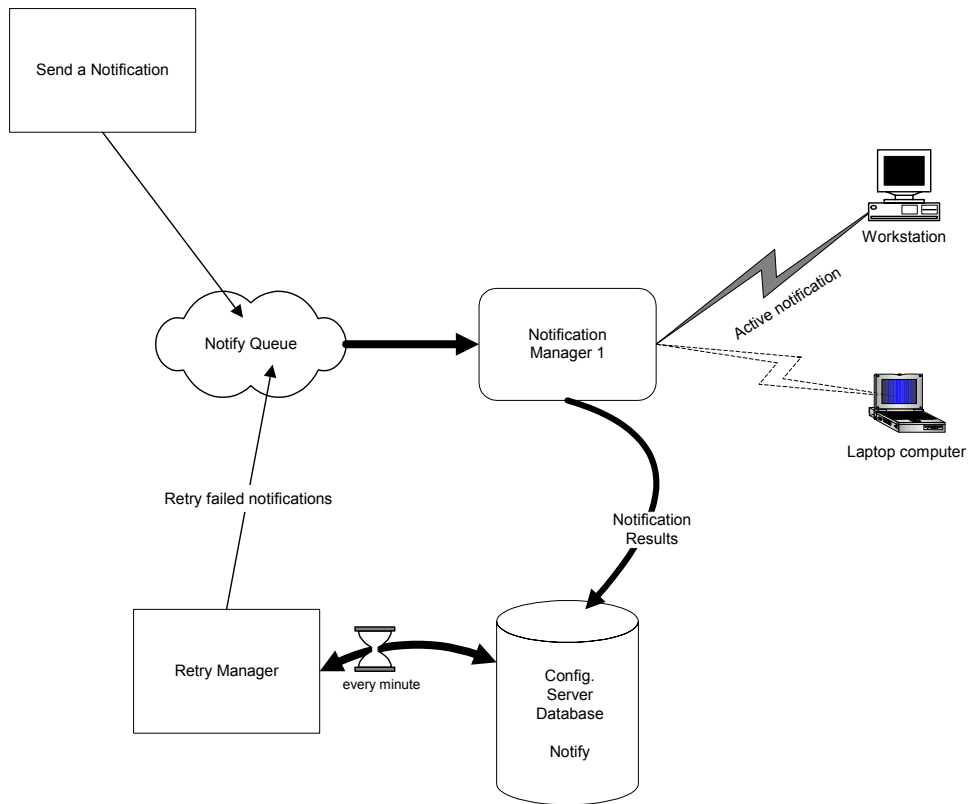 Send a Notification
Workstation
Active notification
Notify Queue
Notification
Manager 1
Laptop computer
Retry failed notifications
Notification
Results
Retry Manager
every minute
Config.
Server
Database
Notify